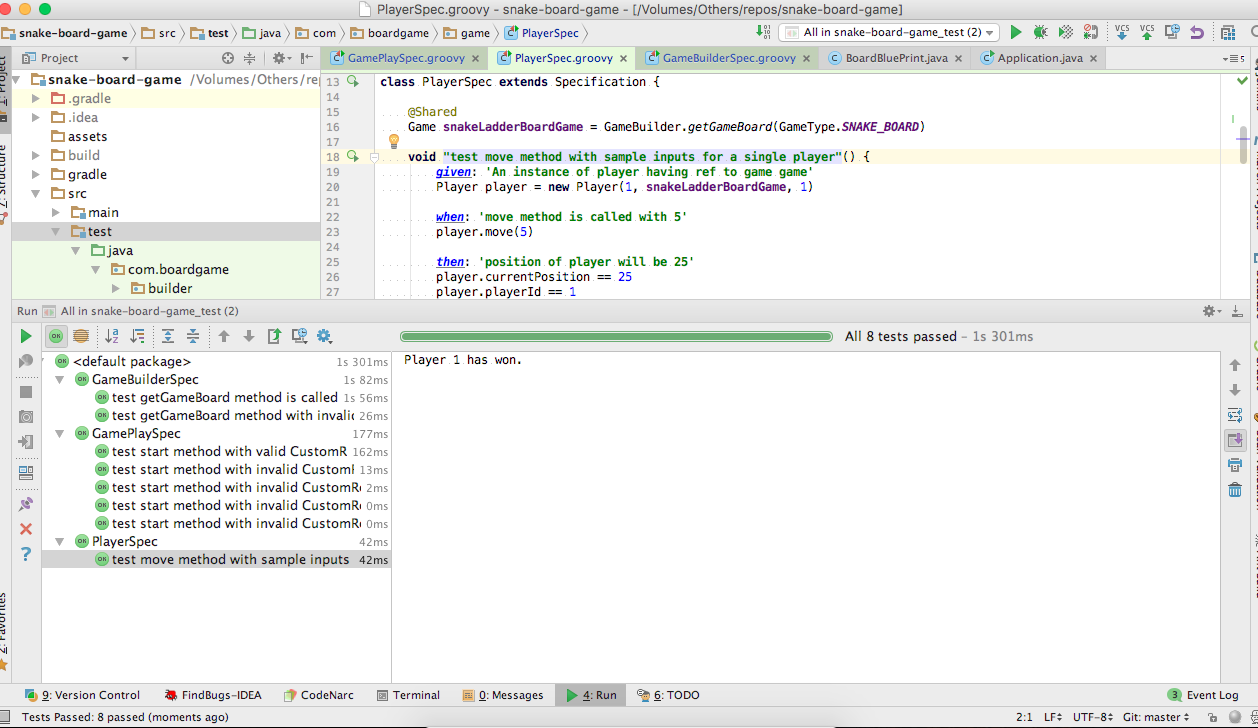 PlayerSpec.groovy - snake-board-game - [/Volumes/Others/repos/snake-board-game]
snake-board-game src test java com boardgame game PlayerSpec All in snake-board-game_test (2) VCS VCS
Project GamePlaySpec.groovy PlayerSpec.groovy GameBuilderSpec.groovy BoardBluePrint.java Application.java 5
1: Project
snake-board-game /Volumes/Others/re
.gradle
.idea
assets
build
gradle
src
main
test
java
com.boardgame
builder
13 class PlayerSpec extends Specification {
14
15 @Shared
16 Game snakeLadderBoardGame = GameBuilder.getGameBoard(GameType.SNAKE_BOARD)
17
18 void "test move method with sample inputs for a single player"() {
19 given: 'An instance of player having ref to game game'
20 Player player = new Player(1, snakeLadderBoardGame, 1)
21
22 when: 'move method is called with 5'
23 player.move(5)
24
25 then: 'position of player will be 25'
26 player.currentPosition == 25
27 player.playerId == 1
Z: Structure
Run All in snake-board-game_test (2)
All 8 tests passed – 1s 301ms
<default package> 1s 301ms
GameBuilderSpec 1s 82ms
test getGameBoard method is called 1s 56ms
test getGameBoard method with invalid 26ms
GamePlaySpec 177ms
test start method with valid CustomR 162ms
test start method with invalid CustomR 13ms
test start method with invalid CustomRe 2ms
test start method with invalid CustomRe 0ms
test start method with invalid CustomRe 0ms
PlayerSpec 42ms
test move method with sample inputs 42ms
Player 1 has won.
2: Favorites
9: Version Control FindBugs-IDEA CodeNarc Terminal 0: Messages 4: Run 6: TODO 3 Event Log
Tests Passed: 8 passed (moments ago) 2:1 LF UTF-8 Git: master